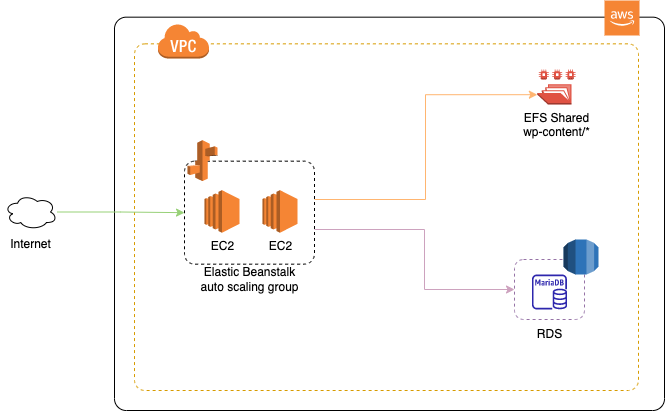 aws
VPC
EFS Shared
wp-content/*
Internet
EC2
EC2
Elastic Beanstalk
auto scaling group
MariaDB
RDS